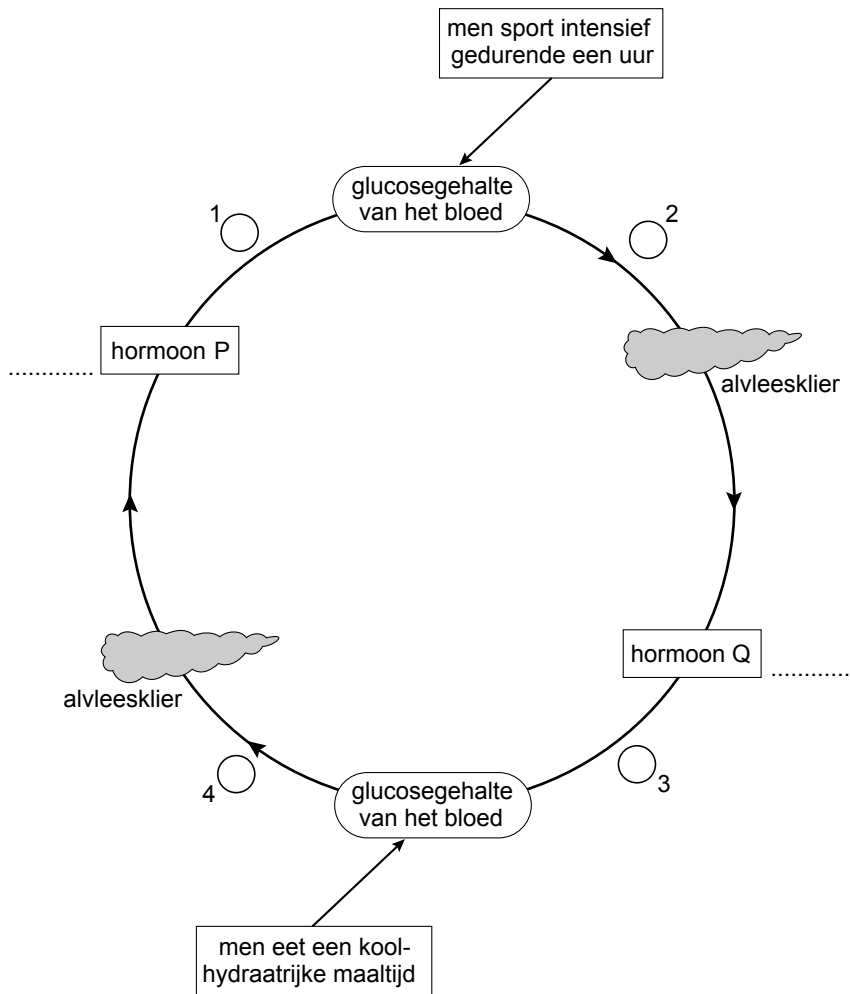 men sport intensief
gedurende een uur
glucosegehalte
van het bloed
1
2
hormoon P
.............
alvleesklier
hormoon Q
.............
alvleesklier
4
3
glucosegehalte
van het bloed
men eet een kool-
hydraatrijke maaltijd